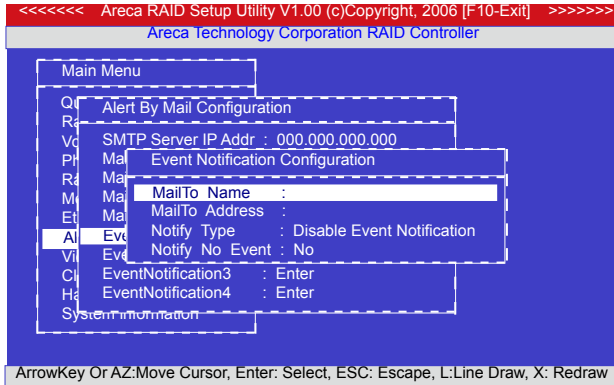 <<<<<<< Areca RAID Setup Utility V1.00 (c)Copyright, 2006 [F10-Exit] >>>>>>>
Areca Technology Corporation RAID Controller
Main Menu
Alert By Mail Configuration
SMTP Server IP Addr : 000.000.000.000
Event Notification Configuration
MailTo Name :
MailTo Address :
Notify Type : Disable Event Notification
Notify No Event : No
EventNotification3 : Enter
EventNotification4 : Enter
System Information
ArrowKey Or AZ:Move Cursor, Enter: Select, ESC: Escape, L:Line Draw, X: Redraw